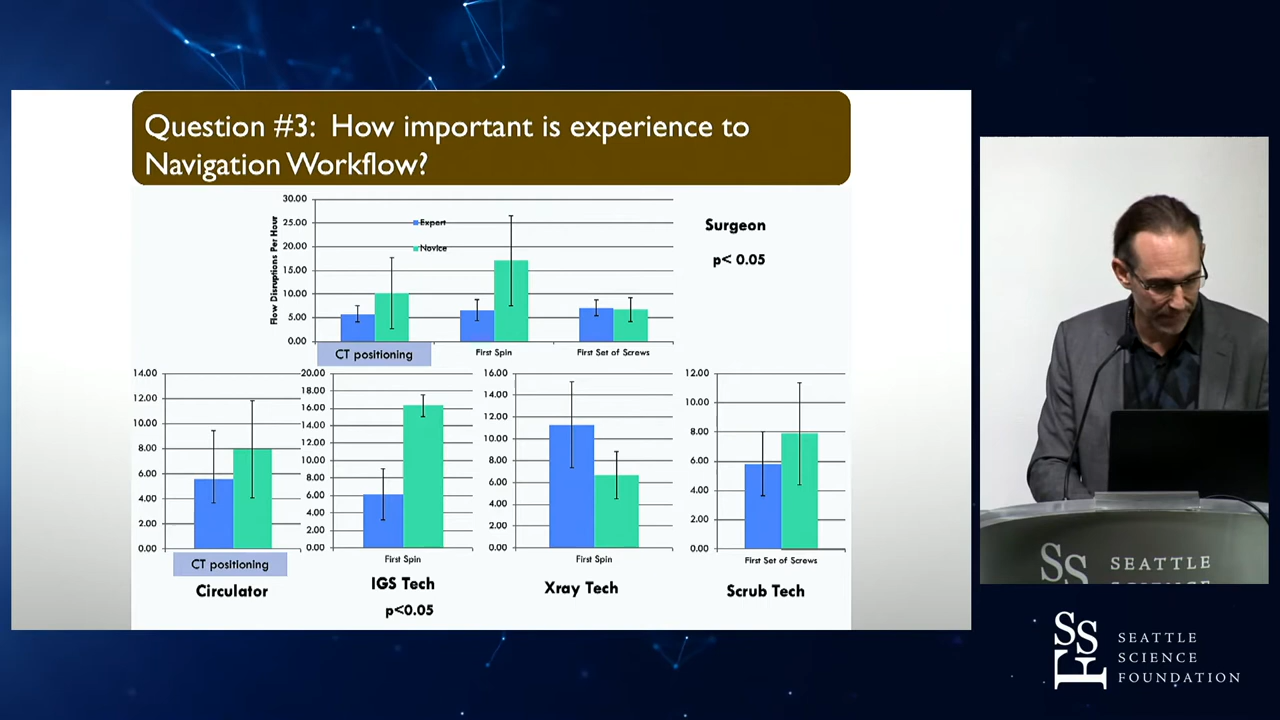 Question #3: How important is experience to
Navigation Workflow?
30.00
25.00
20.00
15.00
10.00
5.00
0.00
Flow Disruptions Per Hour
Expert
Novice
Surgeon
p< 0.05
CT positioning
First Spin
First Set of Screws
14.00
12.00
10.00
8.00
6.00
4.00
2.00
0.00
CT positioning
Circulator
20.00
18.00
16.00
14.00
12.00
10.00
8.00
6.00
4.00
2.00
0.00
First Spin
IGS Tech
p<0.05
16.00
14.00
12.00
10.00
8.00
6.00
4.00
2.00
0.00
First Spin
Xray Tech
12.00
10.00
8.00
6.00
4.00
2.00
0.00
First Set of Screws
Scrub Tech
SS
SEATTLE
SSF
SEATTLE
SCIENCE
FOUNDATION